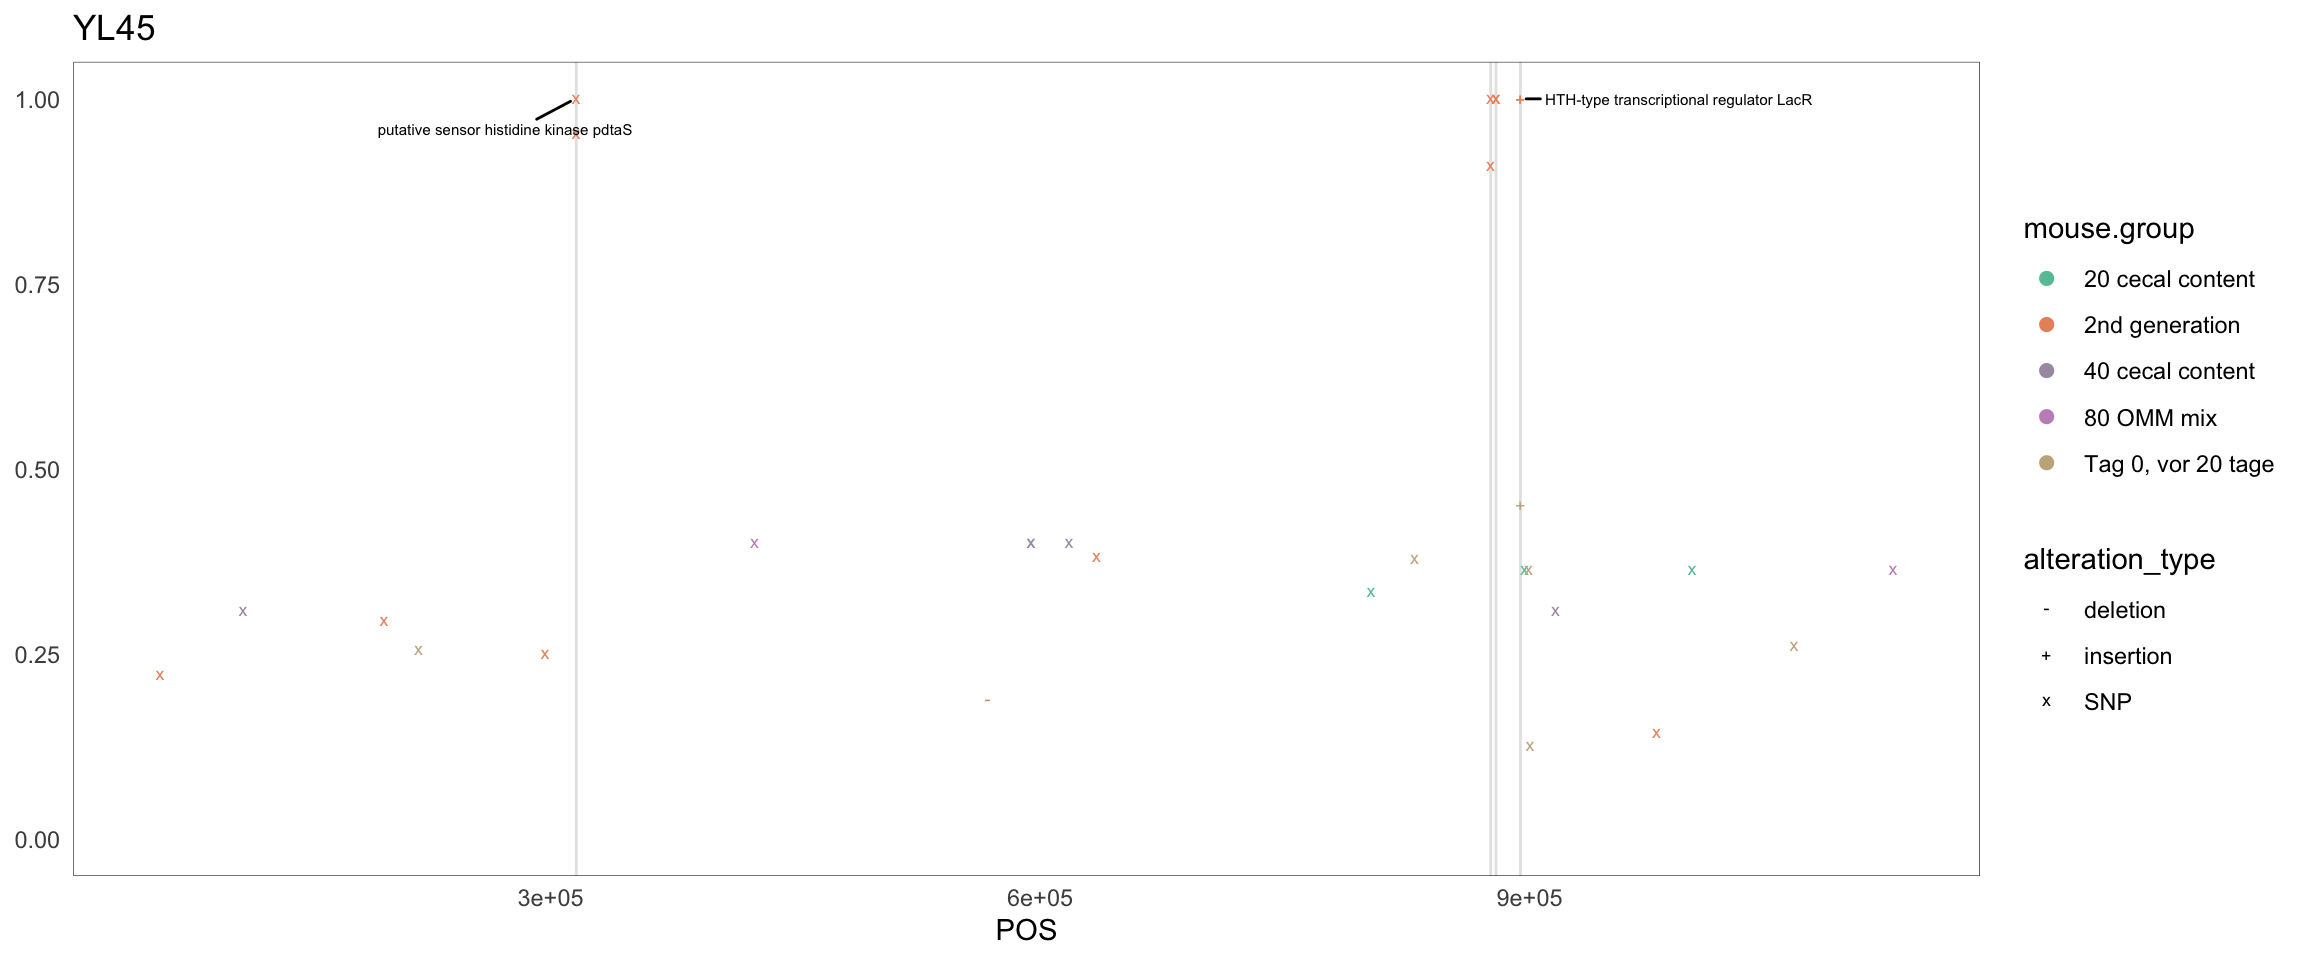 YL45
1.00
0.75
0.50
0.25
0.00
putative sensor histidine kinase pdtaS
HTH-type transcriptional regulator LacR
3e+05
6e+05
9e+05
POS
mouse.group
20 cecal content
2nd generation
40 cecal content
80 OMM mix
Tag 0, vor 20 tage
alteration_type
- deletion
+ insertion
x SNP